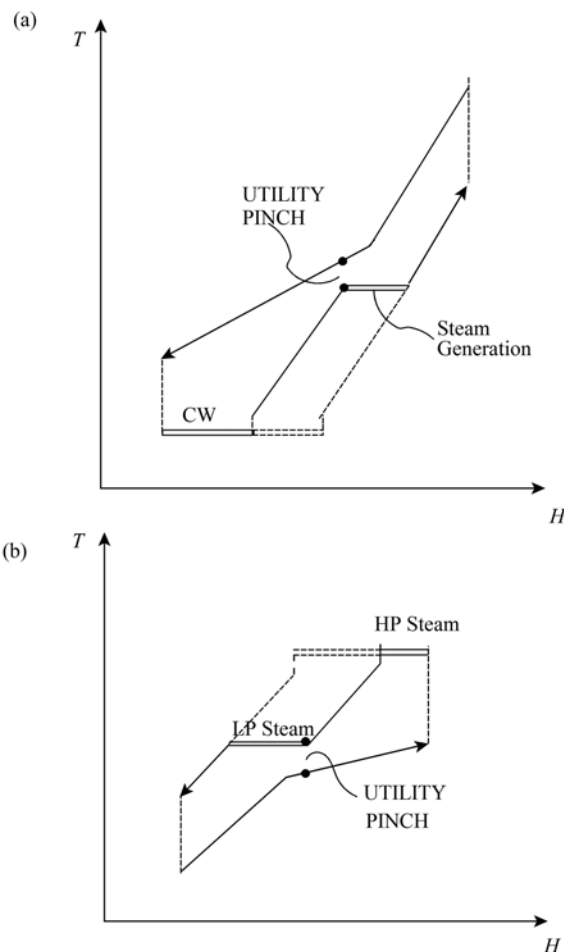 (a)
T
UTILITY
PINCH
Steam
Generation
CW
H
(b)
T
HP Steam
LP Steam
UTILITY
PINCH
H